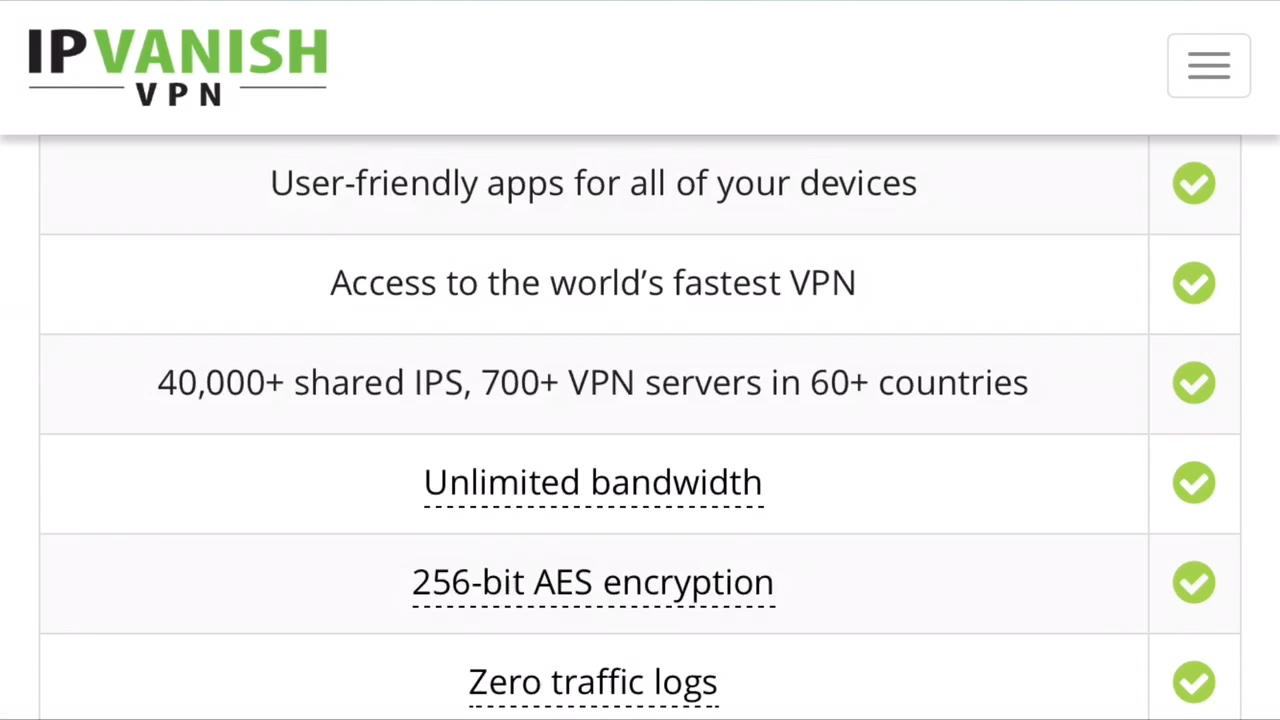 IPVANISH
VPN
User-friendly apps for all of your devices
Access to the world’s fastest VPN
40,000+ shared IPS, 700+ VPN servers in 60+ countries
Unlimited bandwidth
256-bit AES encryption
Zero traffic logs